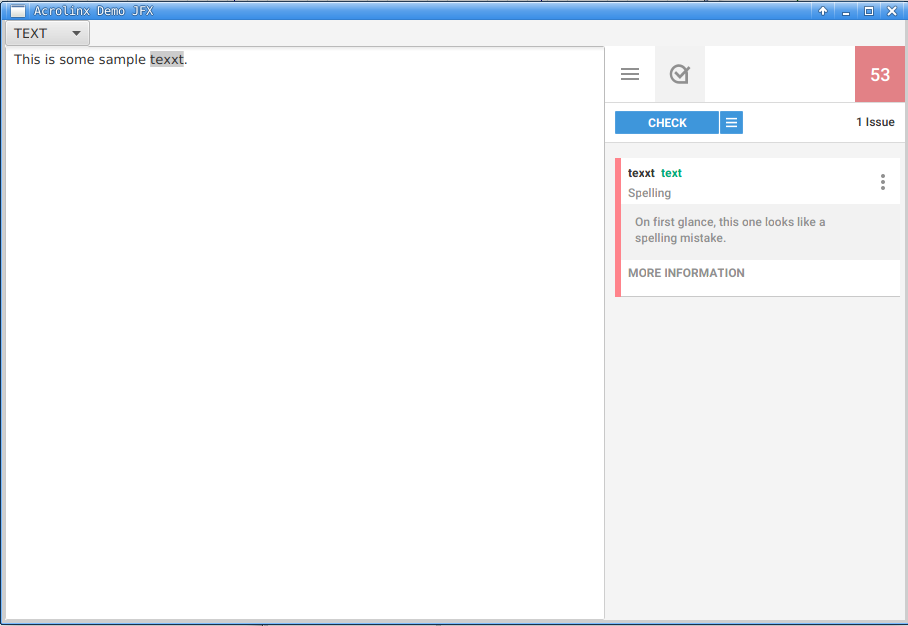 Acrolinx Demo JFX
TEXT
This is some sample texxt.
53
CHECK
1 Issue
texxt text
Spelling
On first glance, this one looks like a
spelling mistake.
MORE INFORMATION